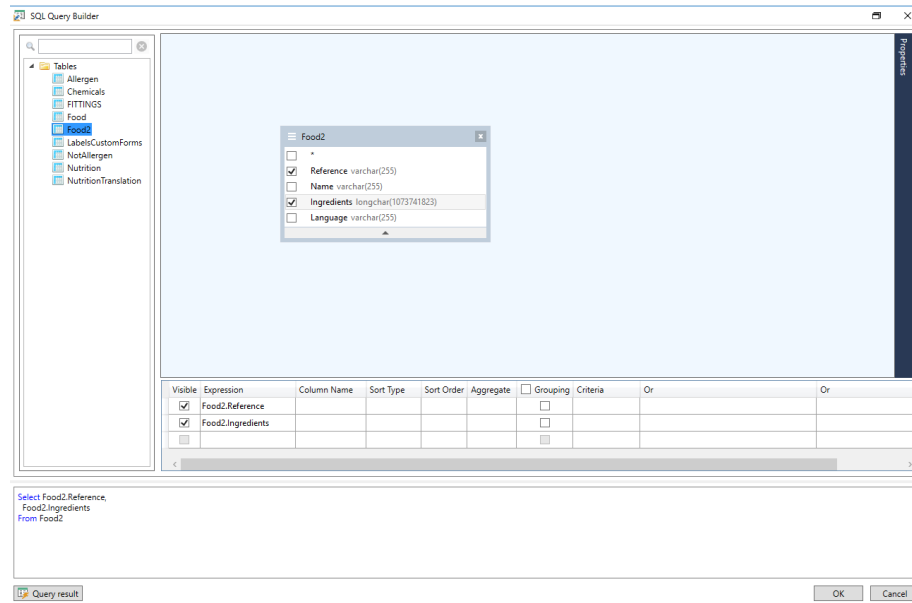 SQL Query Builder
Tables
Allergen
Chemicals
FITTINGS
Food
Food2
LabelsCustomForms
NotAllergen
Nutrition
NutritionTranslation
Food2
*
Reference varchar(255)
Name varchar(255)
Ingredients longchar(1073741823)
Language varchar(255)
Properties
Visible Expression Column Name Sort Type Sort Order Aggregate Grouping Criteria Or Or
Food2.Reference
Food2.Ingredients
Select Food2.Reference,
Food2.Ingredients
From Food2
Query result OK Cancel